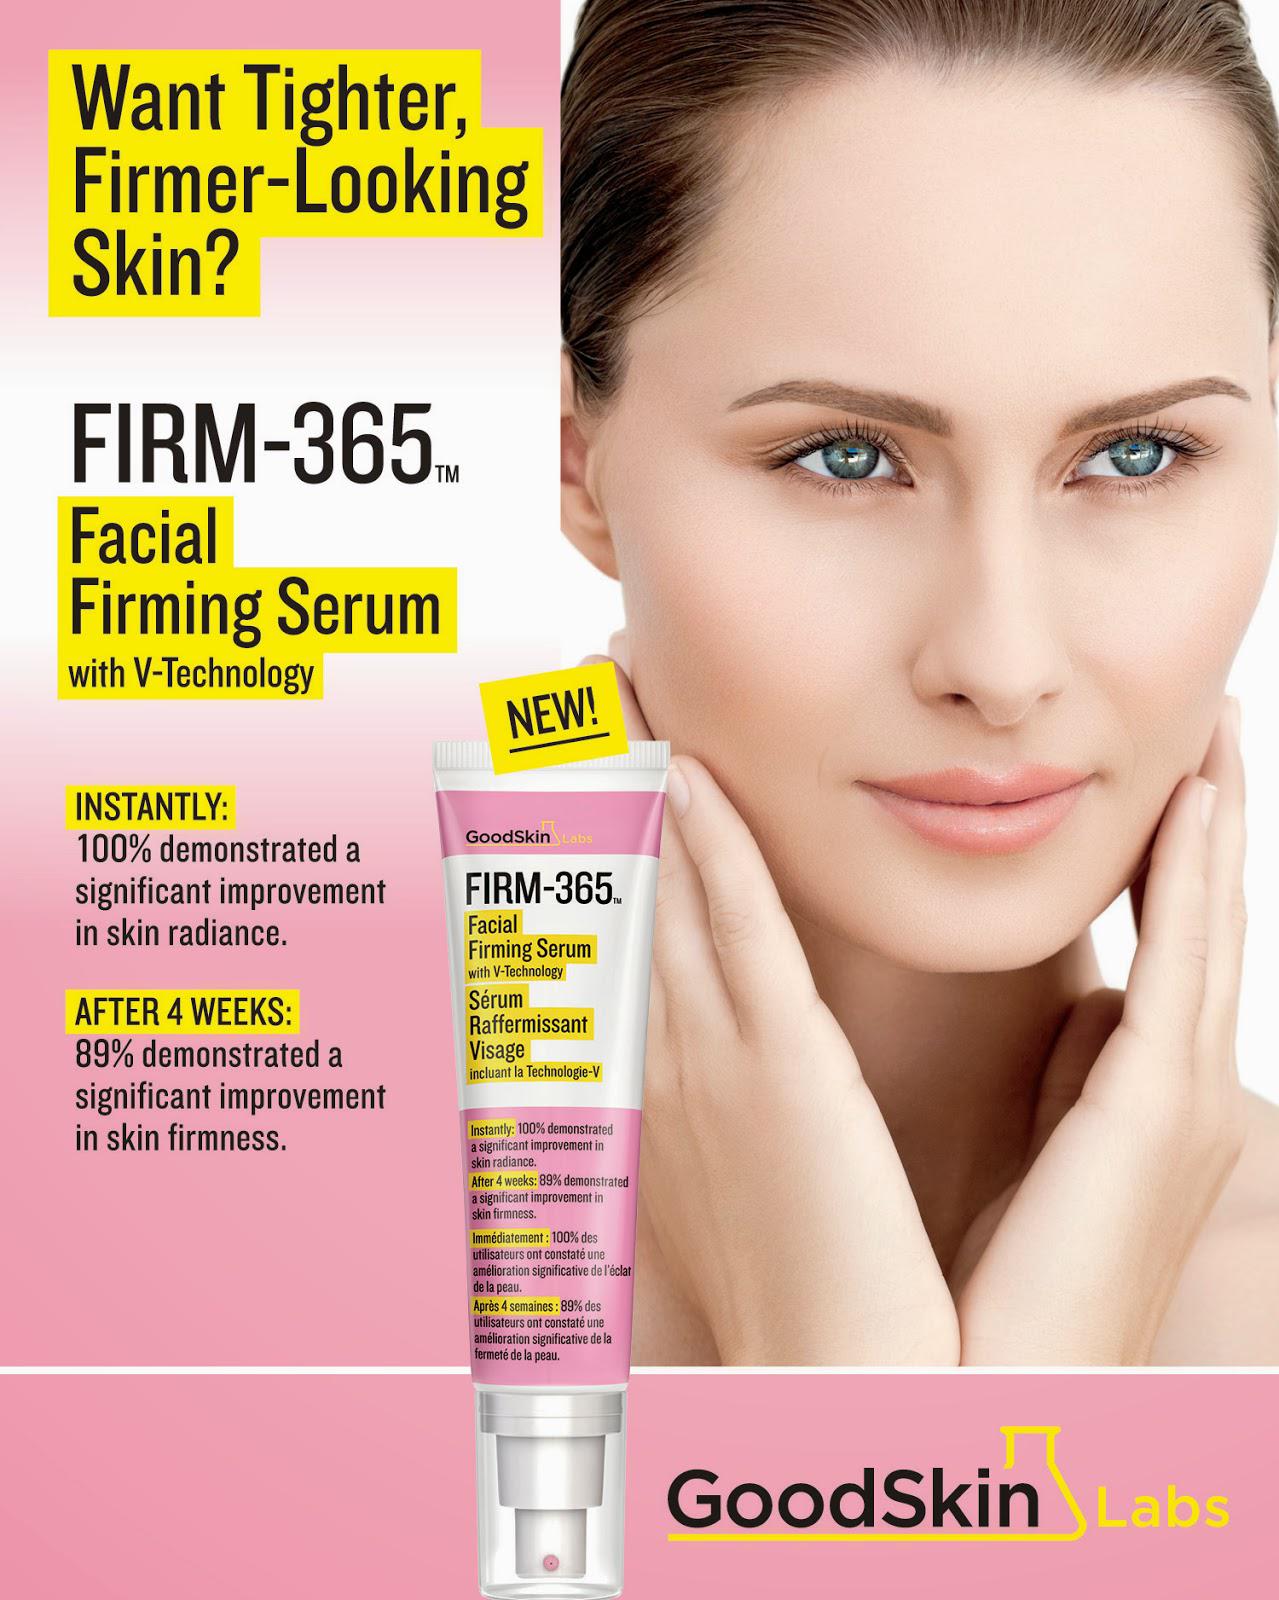 Want Tighter,
Firmer-Looking
Skin?
FIRM-365™
Facial
Firming Serum
with V-Technology
INSTANTLY:
100% demonstrated a
significant improvement
in skin radiance.
AFTER 4 WEEKS:
89% demonstrated a
significant improvement
in skin firmness.
NEW!
GoodSkin Labs
FIRM-365™
Facial
Firming Serum
with V-Technology
Sérum
Raffermissant
Visage
incluant la Technologie-V
Instantly: 100% demonstrated
a significant improvement in
skin radiance.
After 4 weeks: 89% demonstrated
a significant improvement in
skin firmness.
Immédiatement : 100% des
utilisateurs ont constaté une
amélioration significative de l'éclat
de la peau.
Après 4 semaines : 89% des
utilisateurs ont constaté une
amélioration significative de la
fermeté de la peau.
GoodSkin Labs